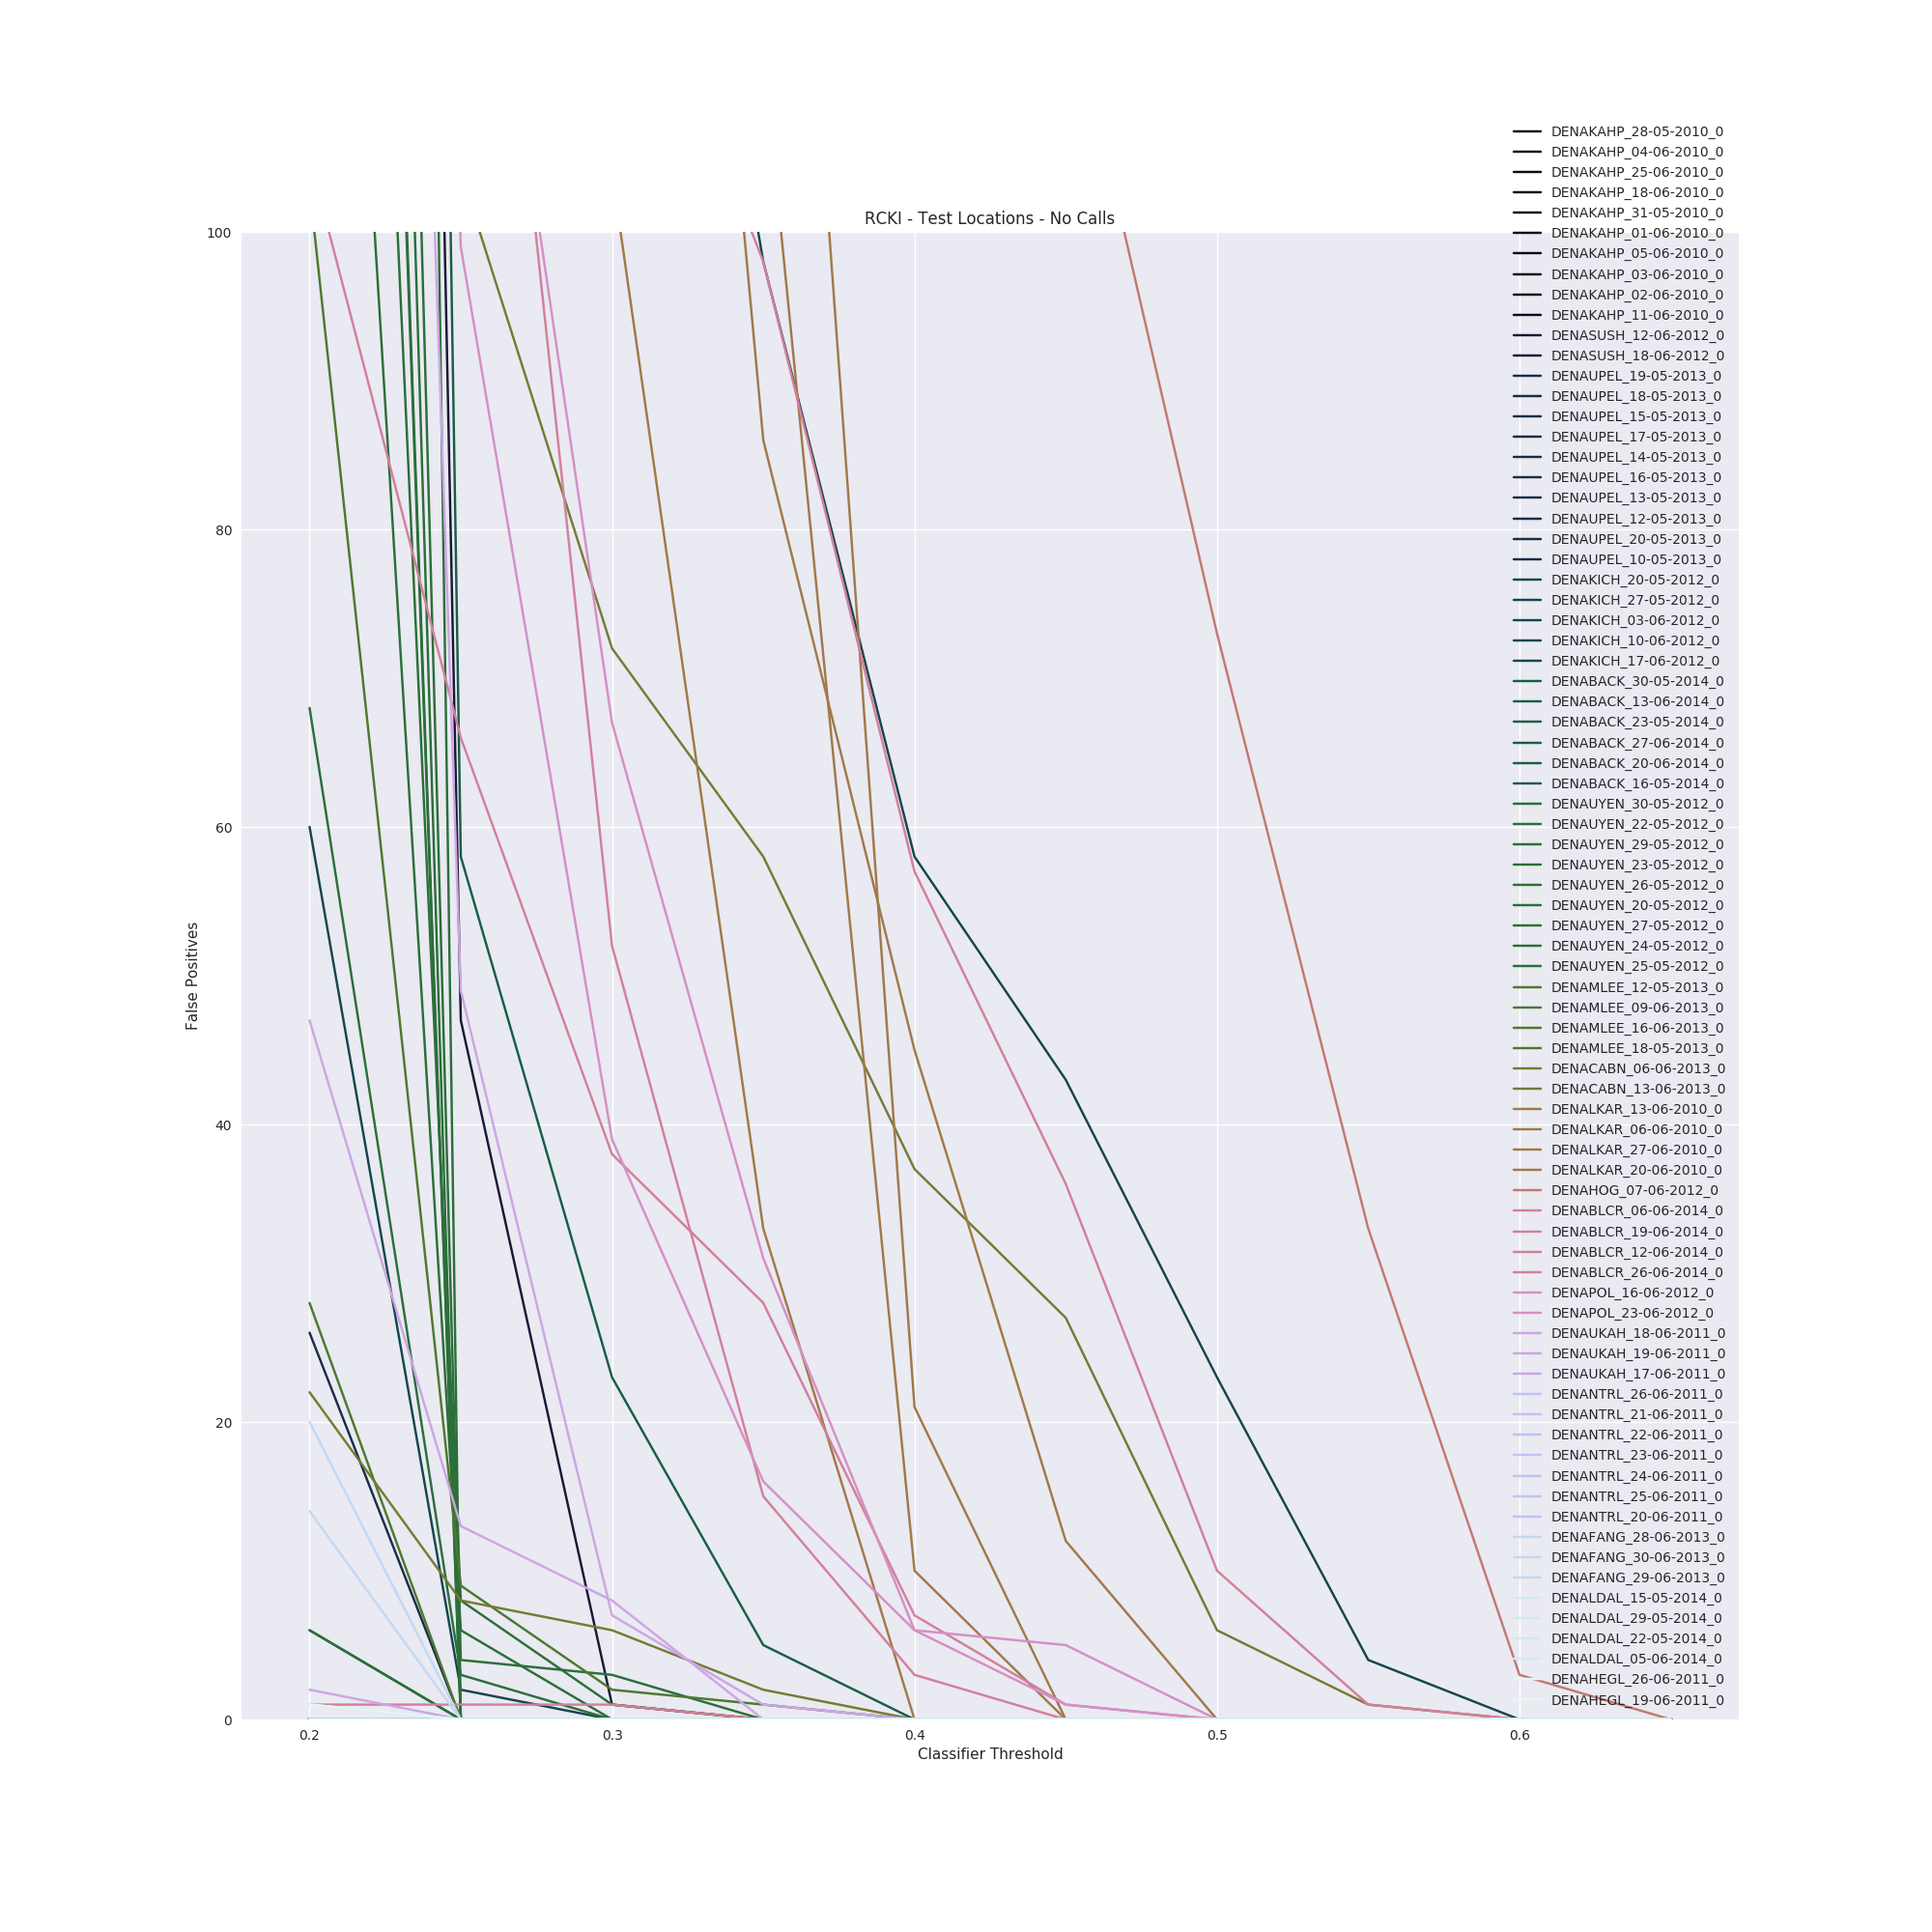 RCKI - Test Locations - No Calls
100
80
60
40
20
0
False Positives
0.2 0.3 0.4 0.5 0.6
Classifier Threshold
DENAKAHP_28-05-2010_0
DENAKAHP_04-06-2010_0
DENAKAHP_25-06-2010_0
DENAKAHP_18-06-2010_0
DENAKAHP_31-05-2010_0
DENAKAHP_01-06-2010_0
DENAKAHP_05-06-2010_0
DENAKAHP_03-06-2010_0
DENAKAHP_02-06-2010_0
DENAKAHP_11-06-2010_0
DENASUSH_12-06-2012_0
DENASUSH_18-06-2012_0
DENAUPEL_19-05-2013_0
DENAUPEL_18-05-2013_0
DENAUPEL_15-05-2013_0
DENAUPEL_17-05-2013_0
DENAUPEL_14-05-2013_0
DENAUPEL_16-05-2013_0
DENAUPEL_13-05-2013_0
DENAUPEL_12-05-2013_0
DENAUPEL_20-05-2013_0
DENAUPEL_10-05-2013_0
DENAKICH_20-05-2012_0
DENAKICH_27-05-2012_0
DENAKICH_03-06-2012_0
DENAKICH_10-06-2012_0
DENAKICH_17-06-2012_0
DENABACK_30-05-2014_0
DENABACK_13-06-2014_0
DENABACK_23-05-2014_0
DENABACK_27-06-2014_0
DENABACK_20-06-2014_0
DENABACK_16-05-2014_0
DENAUYEN_30-05-2012_0
DENAUYEN_22-05-2012_0
DENAUYEN_29-05-2012_0
DENAUYEN_23-05-2012_0
DENAUYEN_26-05-2012_0
DENAUYEN_20-05-2012_0
DENAUYEN_27-05-2012_0
DENAUYEN_24-05-2012_0
DENAUYEN_25-05-2012_0
DENAMLEE_12-05-2013_0
DENAMLEE_09-06-2013_0
DENAMLEE_16-06-2013_0
DENAMLEE_18-05-2013_0
DENACABN_06-06-2013_0
DENACABN_13-06-2013_0
DENALKAR_13-06-2010_0
DENALKAR_06-06-2010_0
DENALKAR_27-06-2010_0
DENALKAR_20-06-2010_0
DENAHOG_07-06-2012_0
DENABLCR_06-06-2014_0
DENABLCR_19-06-2014_0
DENABLCR_12-06-2014_0
DENABLCR_26-06-2014_0
DENAPOL_16-06-2012_0
DENAPOL_23-06-2012_0
DENAUKAH_18-06-2011_0
DENAUKAH_19-06-2011_0
DENAUKAH_17-06-2011_0
DENANTRL_26-06-2011_0
DENANTRL_21-06-2011_0
DENANTRL_22-06-2011_0
DENANTRL_23-06-2011_0
DENANTRL_24-06-2011_0
DENANTRL_25-06-2011_0
DENANTRL_20-06-2011_0
DENAFANG_28-06-2013_0
DENAFANG_30-06-2013_0
DENAFANG_29-06-2013_0
DENALDAL_15-05-2014_0
DENALDAL_29-05-2014_0
DENALDAL_22-05-2014_0
DENALDAL_05-06-2014_0
DENAHEGL_26-06-2011_0
DENAHEGL_19-06-2011_0